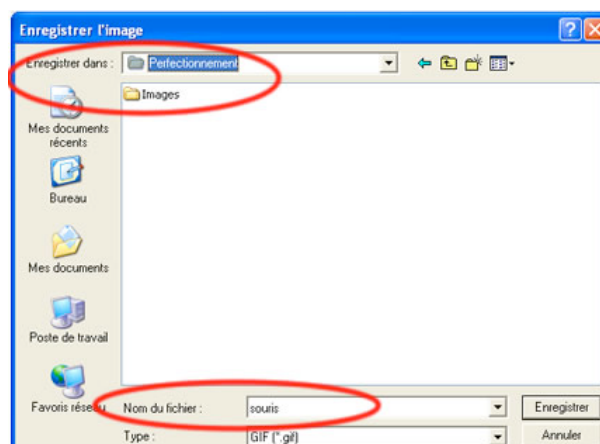 Enregistrer l'image
Enregistrer dans : Perfectionnement
Images
Mes documents
récents
Bureau
Mes documents
Poste de travail
Favoris réseau
Nom du fichier : souris Enregistrer
Type : GIF (*.gif) Annuler